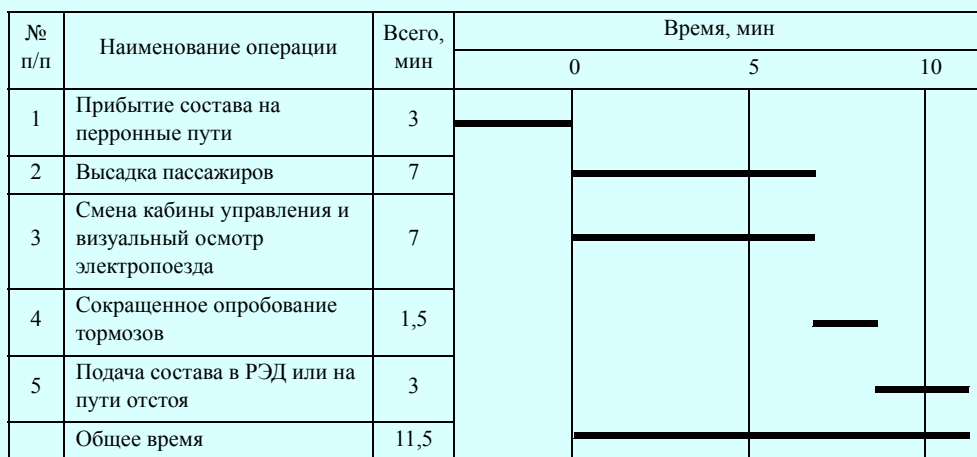 № п/п
Наименование операции
Всего, мин
Время, мин
0 5 10
1
Прибытие состава на
перронные пути
3
2 Высадка пассажиров 7
3
Смена кабины управления и
визуальный осмотр
электропоезда
7
4
Сокращенное опробование
тормозов
1,5
5
Подача состава в РЭД или на
пути отстоя
3
Общее время 11,5